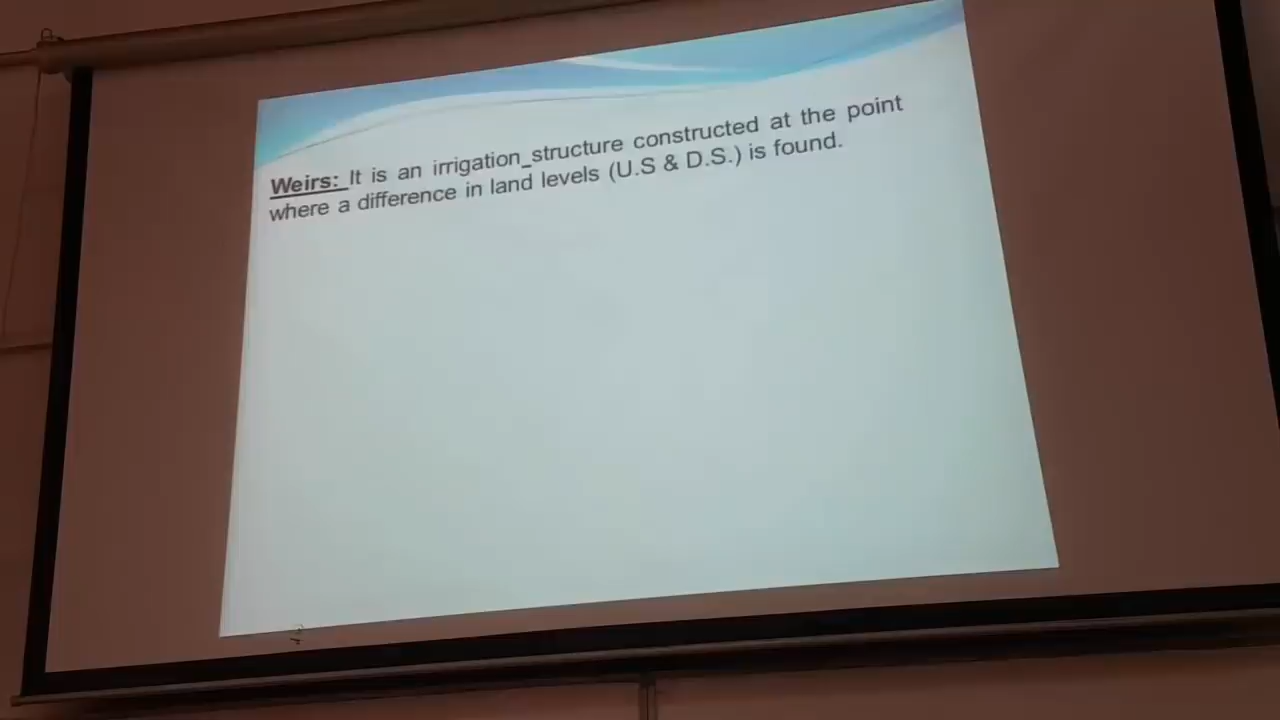 Weirs: It is an irrigation_structure constructed at the point
where a difference in land levels (U.S & D.S.) is found.